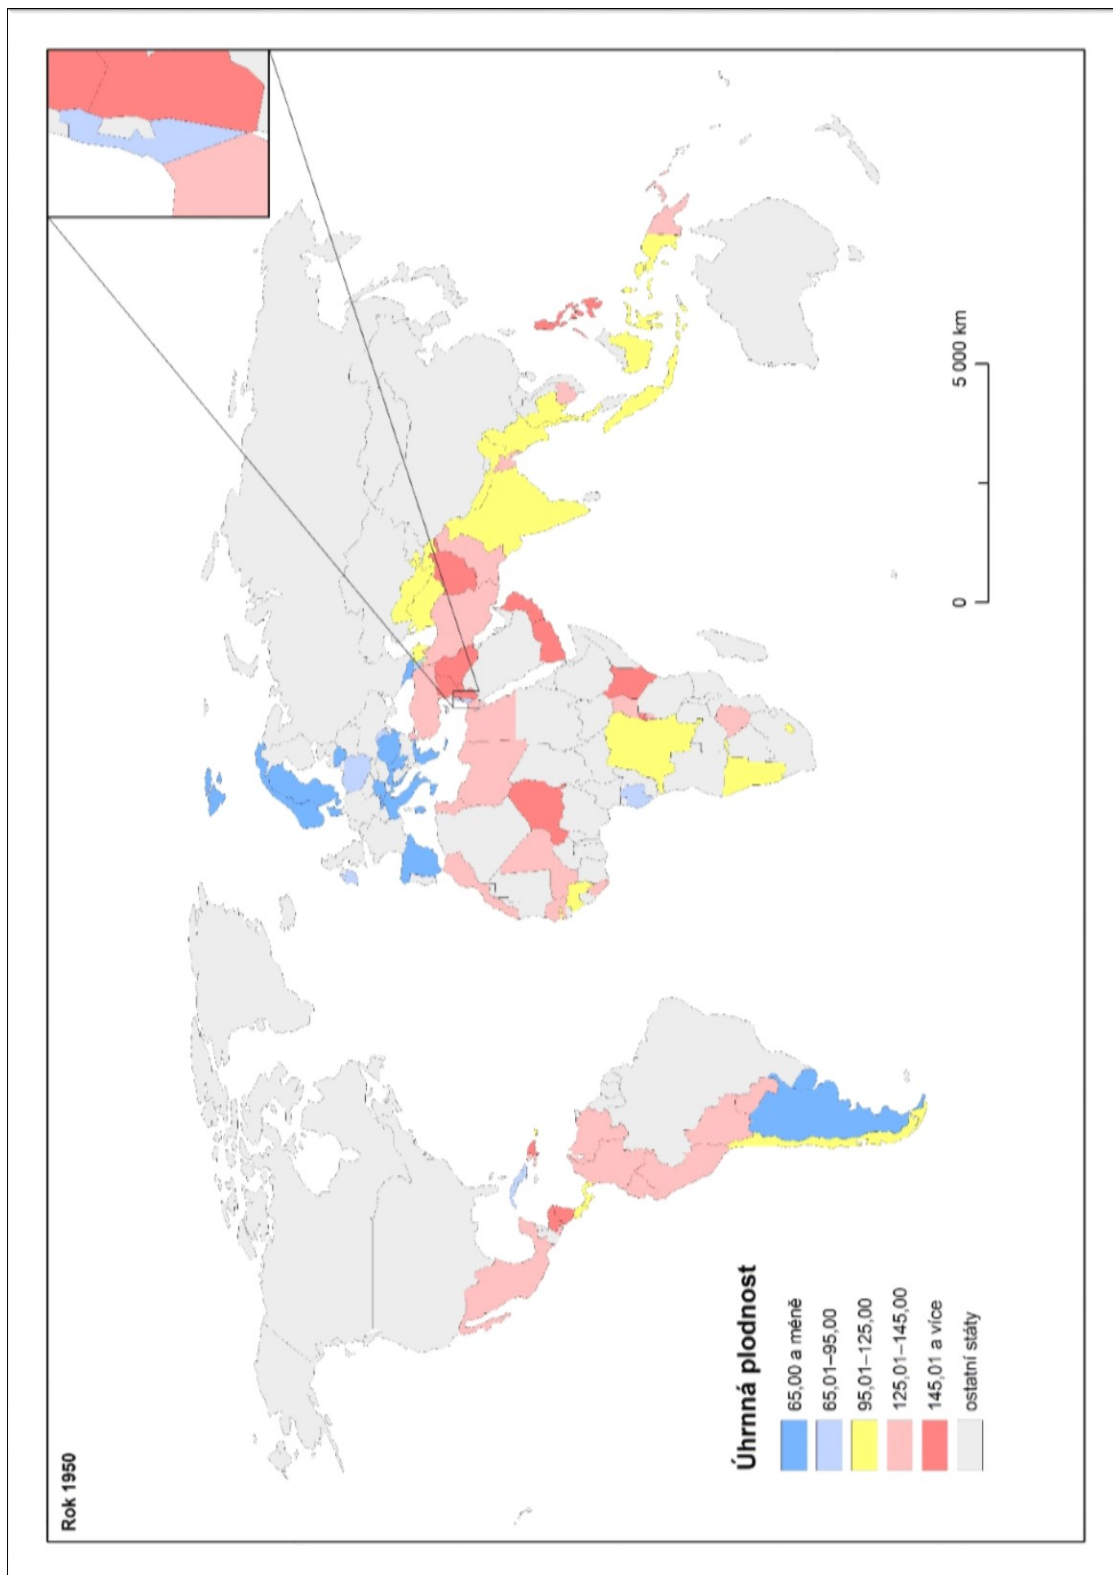 Rok 1950
Úhrnná plodnost
65,00 a méně
65,01–95,00
95,01–125,00
125,01–145,00
145,01 a více
ostatní státy
0 5 000 km